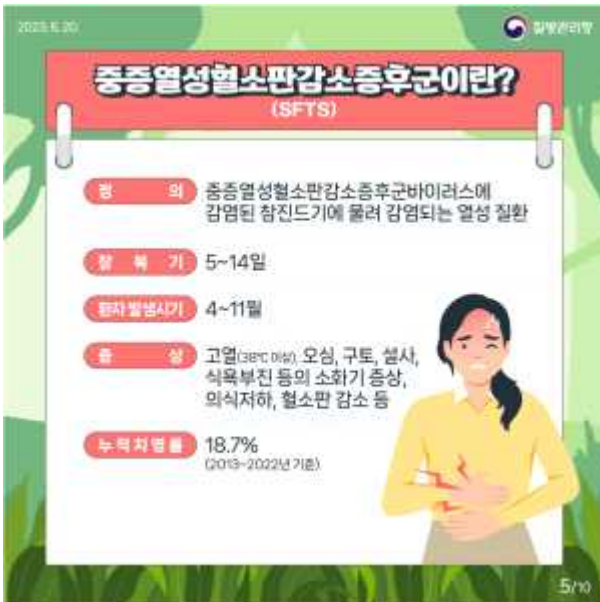 2023.6.20
질병관리청
중증열성혈소판감소증후군이란?
(SFTS)
정 의 중증열성혈소판감소증후군바이러스에
감염된 참진드기에 물려 감염되는 열성 질환
잠 복 기 5~14일
환자 발생시기 4~11월
증 상 고열(38℃ 이상), 오심, 구토, 설사,
식욕부진 등의 소화기 증상,
의식저하, 혈소판 감소 등
누적치명률 18.7%
(2013~2022년 기준)
5/10